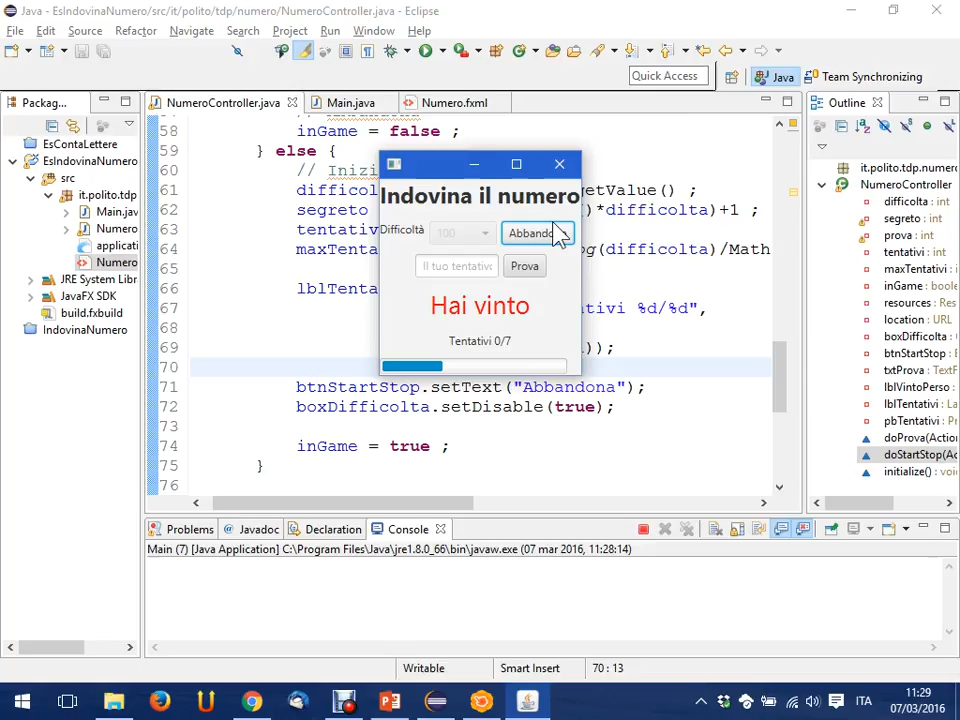 Java - EsIndovinaNumero/src/it/polito/tdp/numero/NumeroController.java - Eclipse
File Edit Source Refactor Navigate Search Project Run Window Help
Quick Access Java Team Synchronizing
Packag...
EsContaLettere
EsIndovinaNumero
src
it.polito.tdp
Main.jav
Numero
applicati
Numero
JRE System Libr
JavaFX SDK
build.fxbuild
IndovinaNumero
NumeroController.java Main.java Numero.fxml
58 inGame = false ;
59 } else {
60 // Inizi
61 difficol getValue() ;
62 segreto )*difficolta)+1 ;
63 tentativ
64 maxTenta og(difficolta)/Math
65
66 lblTenta
67 tativi %d/%d",
68
69 ));
70
71 btnStartStop.setText("Abbandona");
72 boxDifficolta.setDisable(true);
73
74 inGame = true ;
75 }
76
Indovina il numero
Difficoltà 100 Abbando
Il tuo tentativo Prova
Hai vinto
Tentativi 0/7
Outline
it.polito.tdp.numero
NumeroController
difficolta : int
segreto : int
prova : int
tentativi : int
maxTentativi : int
inGame : boole
resources : Res
location : URL
boxDifficolta :
btnStartStop :
txtProva : TextF
lblVintoPerso :
lblTentativi : La
pbTentativi : P
doProva(Action
doStartStop(Ac
initialize() : voi
Problems Javadoc Declaration Console
Main (7) [Java Application] C:\Program Files\Java\jre1.8.0_66\bin\javaw.exe (07 mar 2016, 11:28:14)
Writable Smart Insert 70 : 13
ITA
11:29
07/03/2016